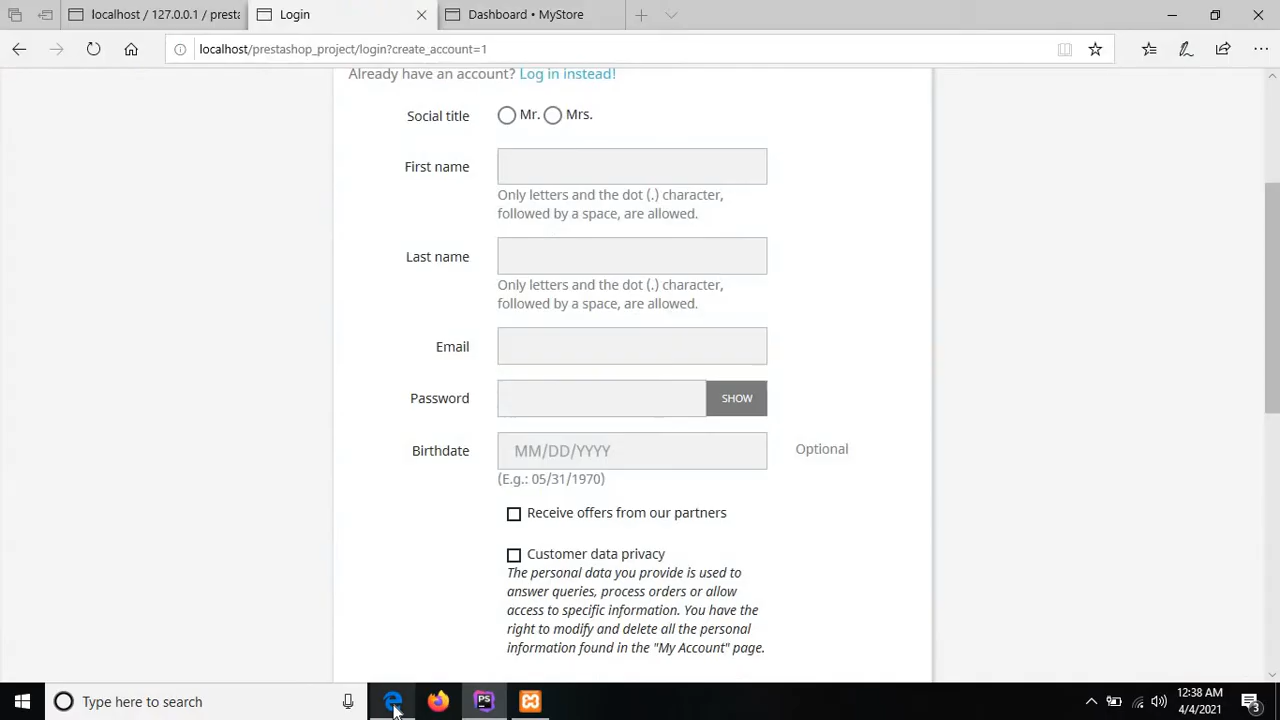 localhost / 127.0.0.1 / presta
Login
Dashboard • MyStore
localhost/prestashop_project/login?create_account=1
Already have an account? Log in instead!
Social title
Mr.
Mrs.
First name
Only letters and the dot (.) character,
followed by a space, are allowed.
Last name
Only letters and the dot (.) character,
followed by a space, are allowed.
Email
Password
SHOW
Birthdate
MM/DD/YYYY
Optional
(E.g.: 05/31/1970)
Receive offers from our partners
Customer data privacy
The personal data you provide is used to
answer queries, process orders or allow
access to specific information. You have the
right to modify and delete all the personal
information found in the "My Account" page.
Type here to search
PS
12:38 AM
4/4/2021
3